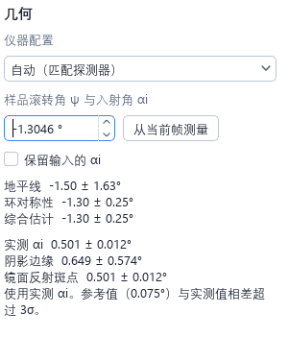 几何
仪器配置
自动（匹配探测器）
样品滚转角 ψ 与入射角 αi
-1.3046 °
从当前帧测量
保留输入的 αi
地平线 -1.50 ± 1.63°
环对称性 -1.30 ± 0.25°
综合估计 -1.30 ± 0.25°
实测 αi 0.501 ± 0.012°
阴影边缘 0.649 ± 0.574°
镜面反射斑点 0.501 ± 0.012°
使用实测 αi。参考值（0.075°）与实测值相差超
过 3σ。